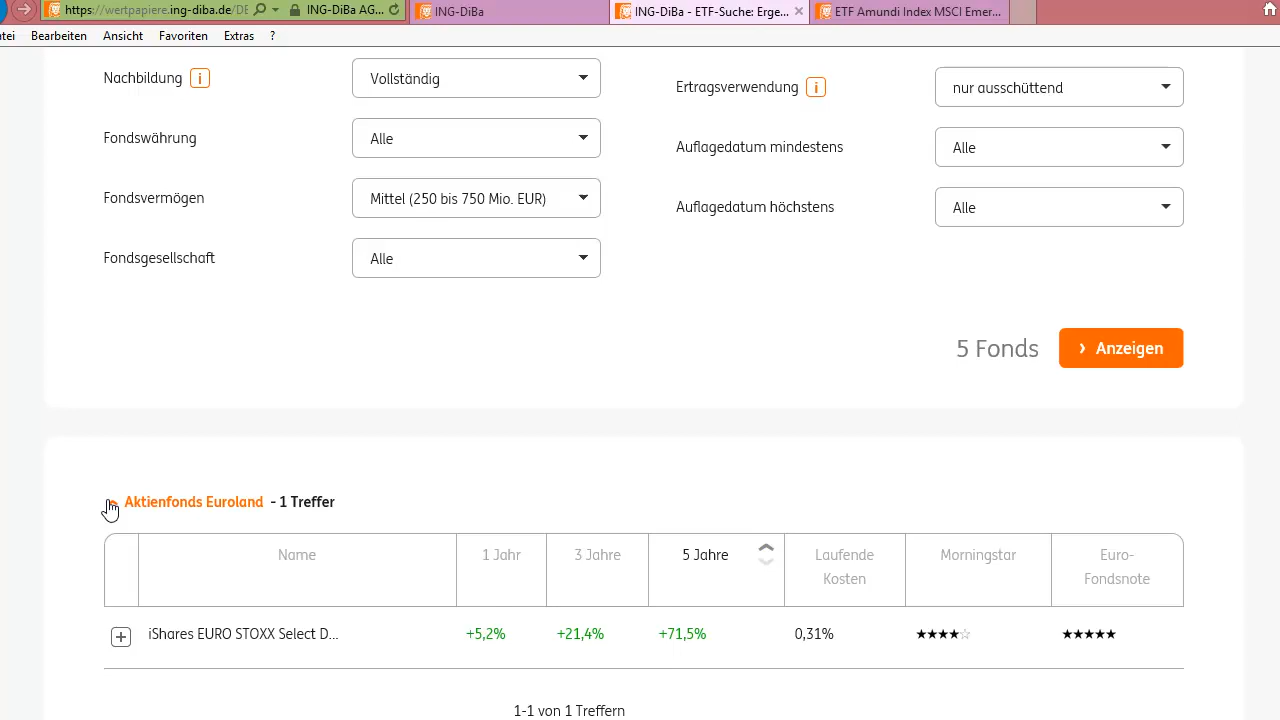 https://wertpapiere.ing-diba.de/DE
ING-DiBa AG...
ING-DiBa
ING-DiBa - ETF-Suche: Erge...
ETF Amundi Index MSCI Emer...
tei Bearbeiten Ansicht Favoriten Extras ?
Nachbildung i
Vollständig
Ertragsverwendung i
nur ausschüttend
Fondswährung
Alle
Auflagedatum mindestens
Alle
Fondsvermögen
Mittel (250 bis 750 Mio. EUR)
Auflagedatum höchstens
Alle
Fondsgesellschaft
Alle
5 Fonds
› Anzeigen
Aktienfonds Euroland - 1 Treffer
Name
1 Jahr
3 Jahre
5 Jahre
Laufende
Kosten
Morningstar
Euro-
Fondsnote
iShares EURO STOXX Select D...
+5,2%
+21,4%
+71,5%
0,31%
★★★★☆
★★★★★
1-1 von 1 Treffern